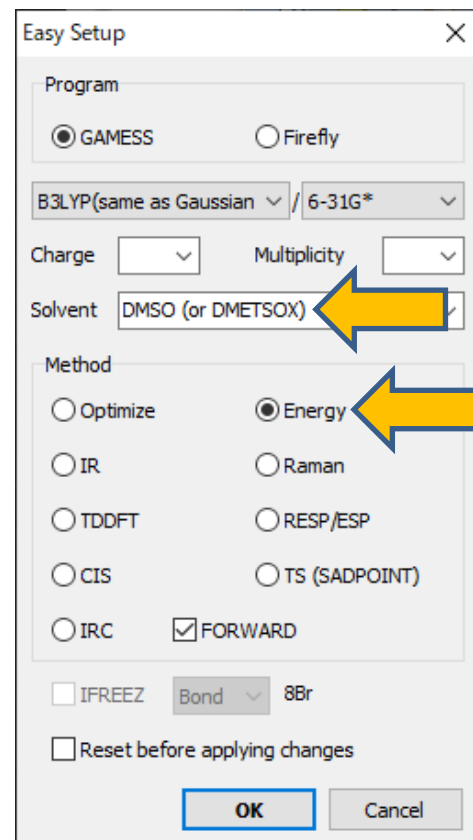 Easy Setup
Program
GAMESS Firefly
B3LYP(same as Gaussian / 6-31G*
Charge Multiplicity
Solvent DMSO (or DMETSOX)
Method
Optimize Energy
IR Raman
TDDFT RESP/ESP
CIS TS (SADPOINT)
IRC FORWARD
IFREEZ Bond 8Br
Reset before applying changes
OK Cancel